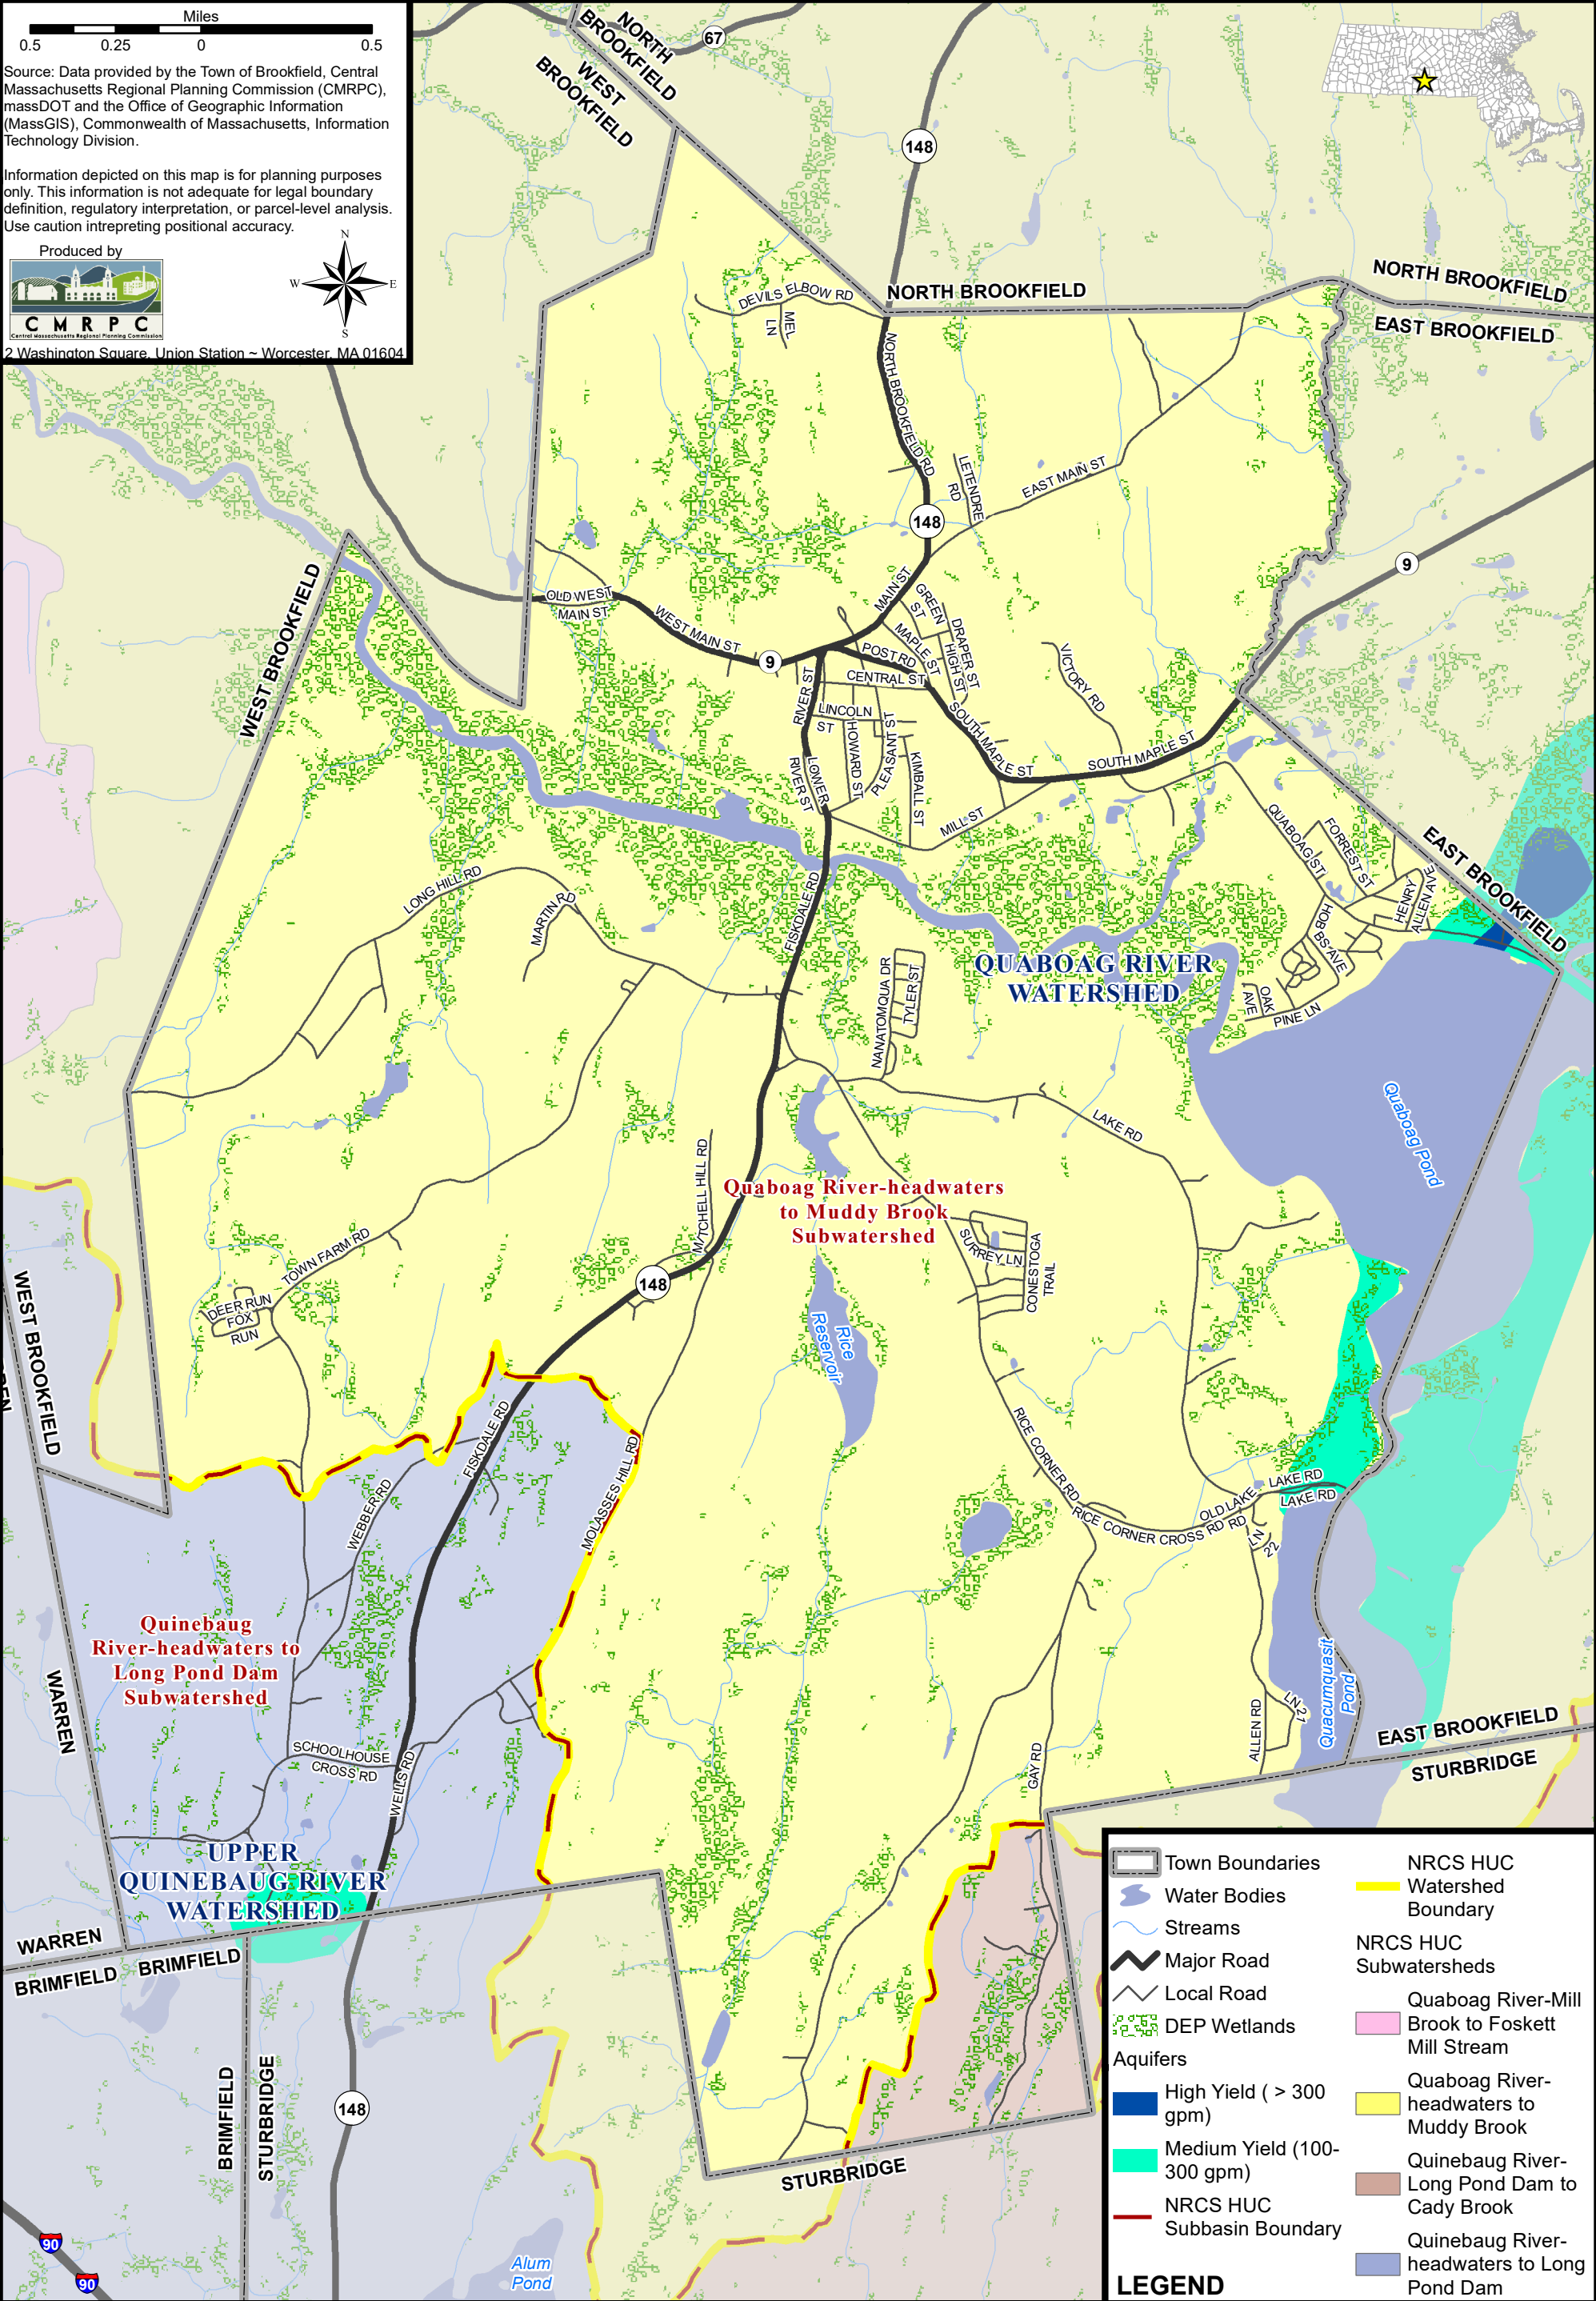 Miles
0.5 0.25 0 0.5
Source: Data provided by the Town of Brookfield, Central
Massachusetts Regional Planning Commission (CMRPC),
massDOT and the Office of Geographic Information
(MassGIS), Commonwealth of Massachusetts, Information
Technology Division.
Information depicted on this map is for planning purposes
only. This information is not adequate for legal boundary
definition, regulatory interpretation, or parcel-level analysis.
Use caution intrepreting positional accuracy.
Produced by
N
W E
S
C M R P C
Central Massachusetts Regional Planning Commission
2 Washington Square, Union Station ~ Worcester, MA 01604
NORTH
BROOKFIELD
WEST
BROOKFIELD
67
148
NORTH BROOKFIELD
NORTH BROOKFIELD
EAST BROOKFIELD
DEVILS ELBOW RD
MEL
LN
NORTH BROOKFIELD RD
LETENDRE
RD
EAST MAIN ST
148
9
WEST BROOKFIELD
OLD WEST
MAIN ST
WEST MAIN ST
9
MAIN ST
GREEN
ST
MAPLE ST
DRAPER ST
HIGH ST
POST RD
CENTRAL ST
VICTORY RD
RIVER ST
LINCOLN
ST
HOWARD ST
PLEASANT ST
KIMBALL ST
SOUTH MAPLE ST
SOUTH MAPLE ST
LOWER
RIVER ST
MILL ST
QUABOAG ST
FORREST ST
EAST BROOKFIELD
HENRY
ALLEN AVE
HOBBS AVE
LONG HILL RD
MARTIN RD
FISKDALE RD
NANATOMQUA DR
TYLER ST
QUABOAG RIVER
WATERSHED
OAK
AVE
PINE LN
Quaboag Pond
LAKE RD
MITCHELL HILL RD
Quaboag River-headwaters
to Muddy Brook
Subwatershed
SURREY LN
CONESTOGA
TRAIL
TOWN FARM RD
DEER RUN
FOX
RUN
148
Rice
Reservoir
WEST BROOKFIELD
FISKDALE RD
WEBBER RD
MOLASSES HILL RD
RICE CORNER RD
RICE CORNER CROSS RD
OLD LAKE
RD
LAKE RD
LAKE RD
LN
22
Quinebaug
River-headwaters to
Long Pond Dam
Subwatershed
WARREN
SCHOOLHOUSE
CROSS RD
WELLS RD
GAY RD
ALLEN RD
LN 21
Quacumquasit
Pond
EAST BROOKFIELD
STURBRIDGE
UPPER
QUINEBAUG RIVER
WATERSHED
WARREN
BRIMFIELD
BRIMFIELD
BRIMFIELD
STURBRIDGE
148
STURBRIDGE
90
90
Alum
Pond
Town Boundaries
Water Bodies
Streams
Major Road
Local Road
DEP Wetlands
Aquifers
High Yield ( > 300
gpm)
Medium Yield (100-
300 gpm)
NRCS HUC
Subbasin Boundary
LEGEND
NRCS HUC
Watershed
Boundary
NRCS HUC
Subwatersheds
Quaboag River-Mill
Brook to Foskett
Mill Stream
Quaboag River-
headwaters to
Muddy Brook
Quinebaug River-
Long Pond Dam to
Cady Brook
Quinebaug River-
headwaters to Long
Pond Dam